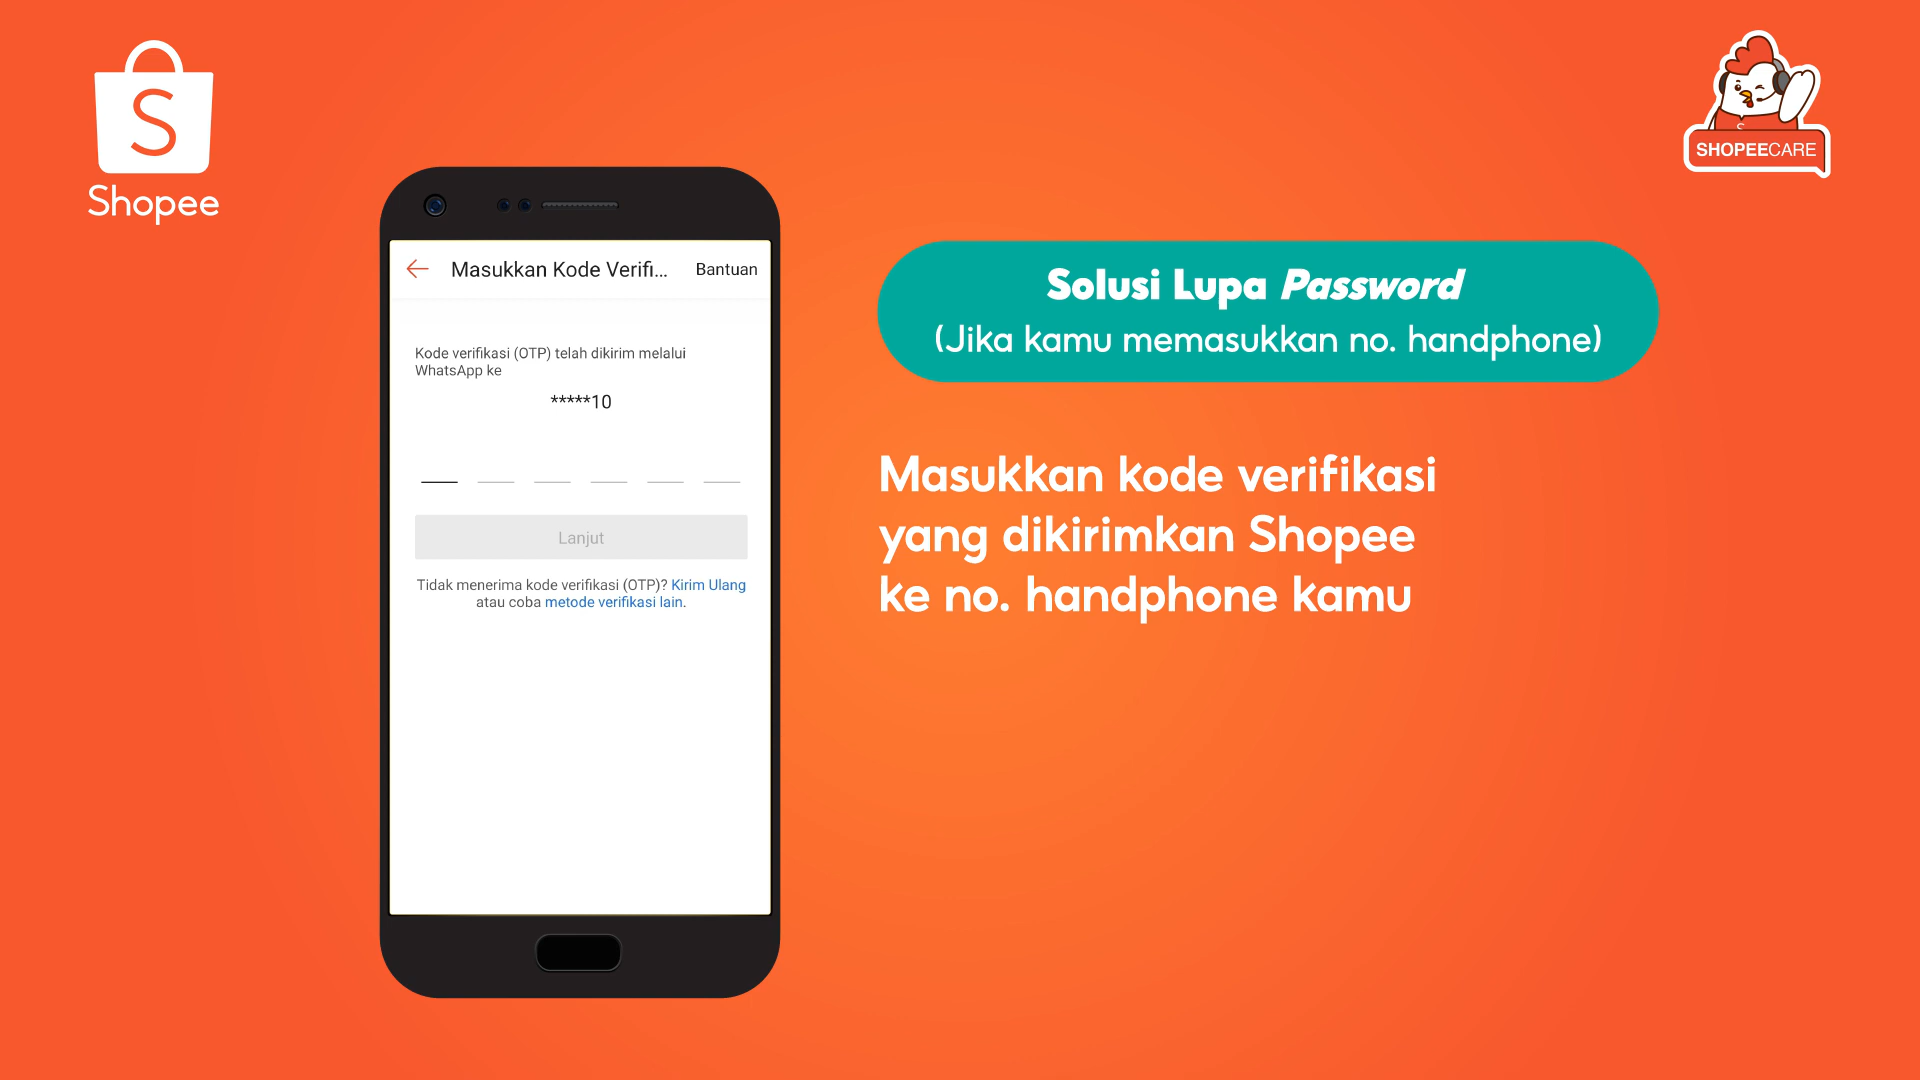 S
Shopee
SHOPEECARE
Masukkan Kode Verifi... Bantuan
Kode verifikasi (OTP) telah dikirim melalui
WhatsApp ke
*****10
Lanjut
Tidak menerima kode verifikasi (OTP)? Kirim Ulang
atau coba metode verifikasi lain.
Solusi Lupa Password
(Jika kamu memasukkan no. handphone)
Masukkan kode verifikasi
yang dikirimkan Shopee
ke no. handphone kamu